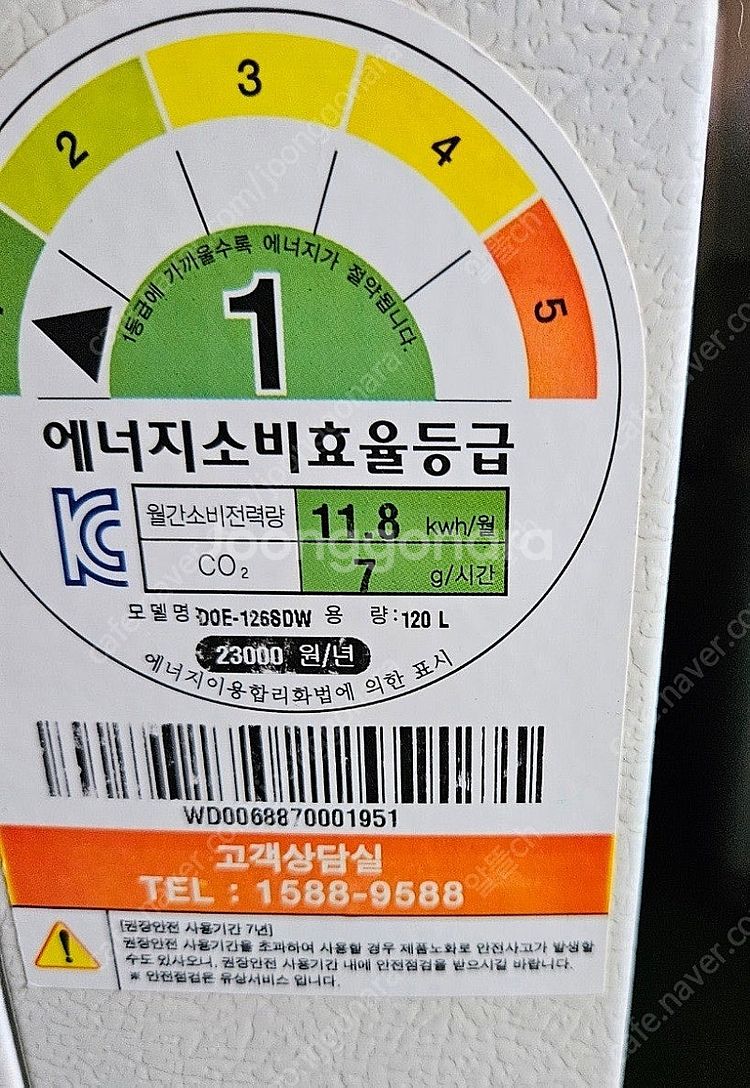 3
2
4
5
1등급에 가까울수록 에너지가 절약됩니다.
1
에너지소비효율등급
월간소비전력량 11.8 kwh/월
CO₂ 7 g/시간
모델명:DOE-126SDW 용 량:120 L
23000 원/년
에너지이용합리화법에 의한 표시
WD0068870001951
고객상담실
TEL : 1588-9588
[권장안전 사용기간 7년]
권장안전 사용기간을 초과하여 사용할 경우 제품노화로 안전사고가 발생할
수도 있사오니, 권장안전 사용기간 내에 안전점검을 받으시길 바랍니다.
※ 안전점검은 유상서비스 입니다.
joonggonara